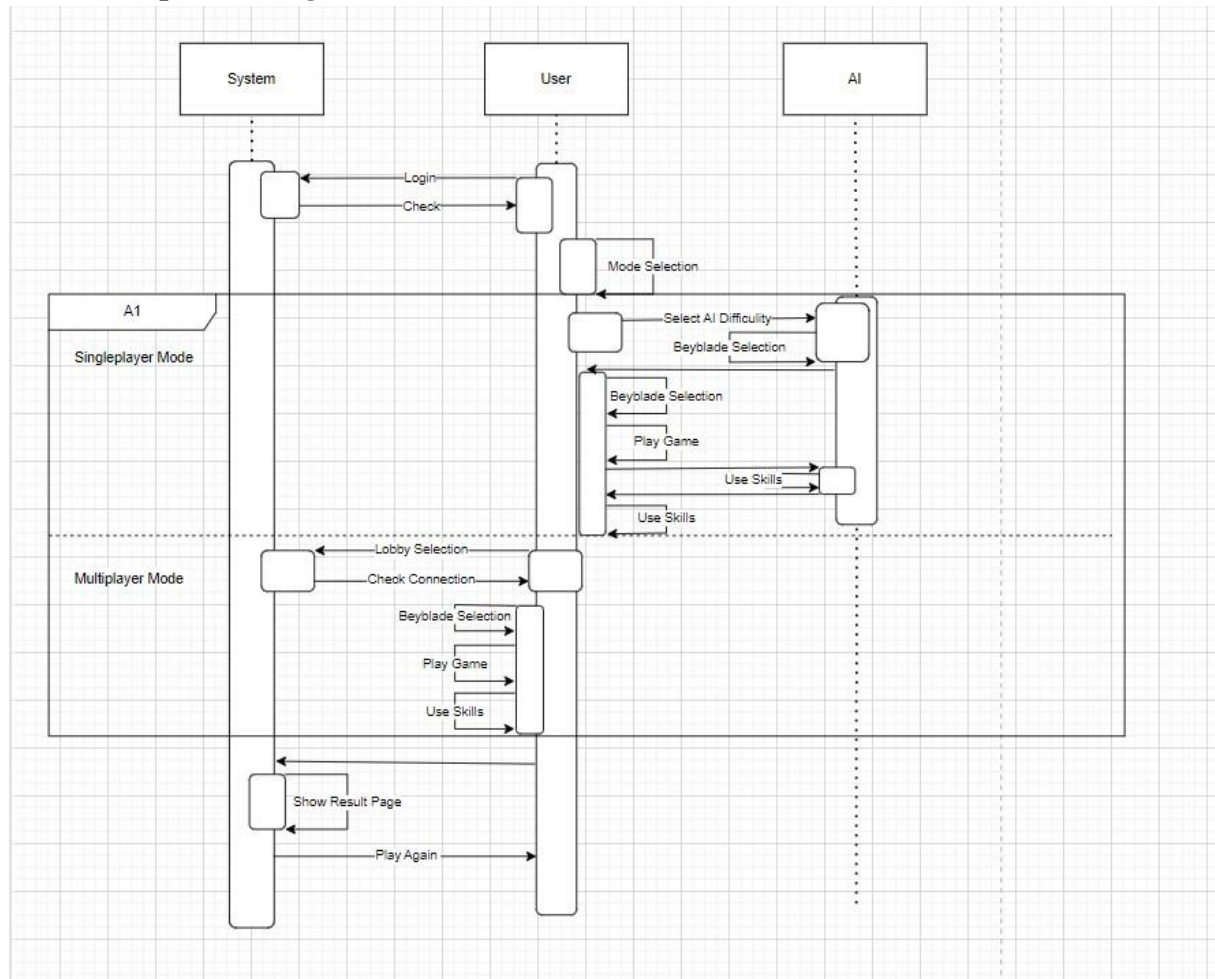 System
User
AI
Login
Check
Mode Selection
A1
Select AI Difficulity
Singleplayer Mode
Beyblade Selection
Beyblade Selection
Play Game
Use Skills
Use Skills
Lobby Selection
Multiplayer Mode
Check Connection
Beyblade Selection
Play Game
Use Skills
Show Result Page
Play Again